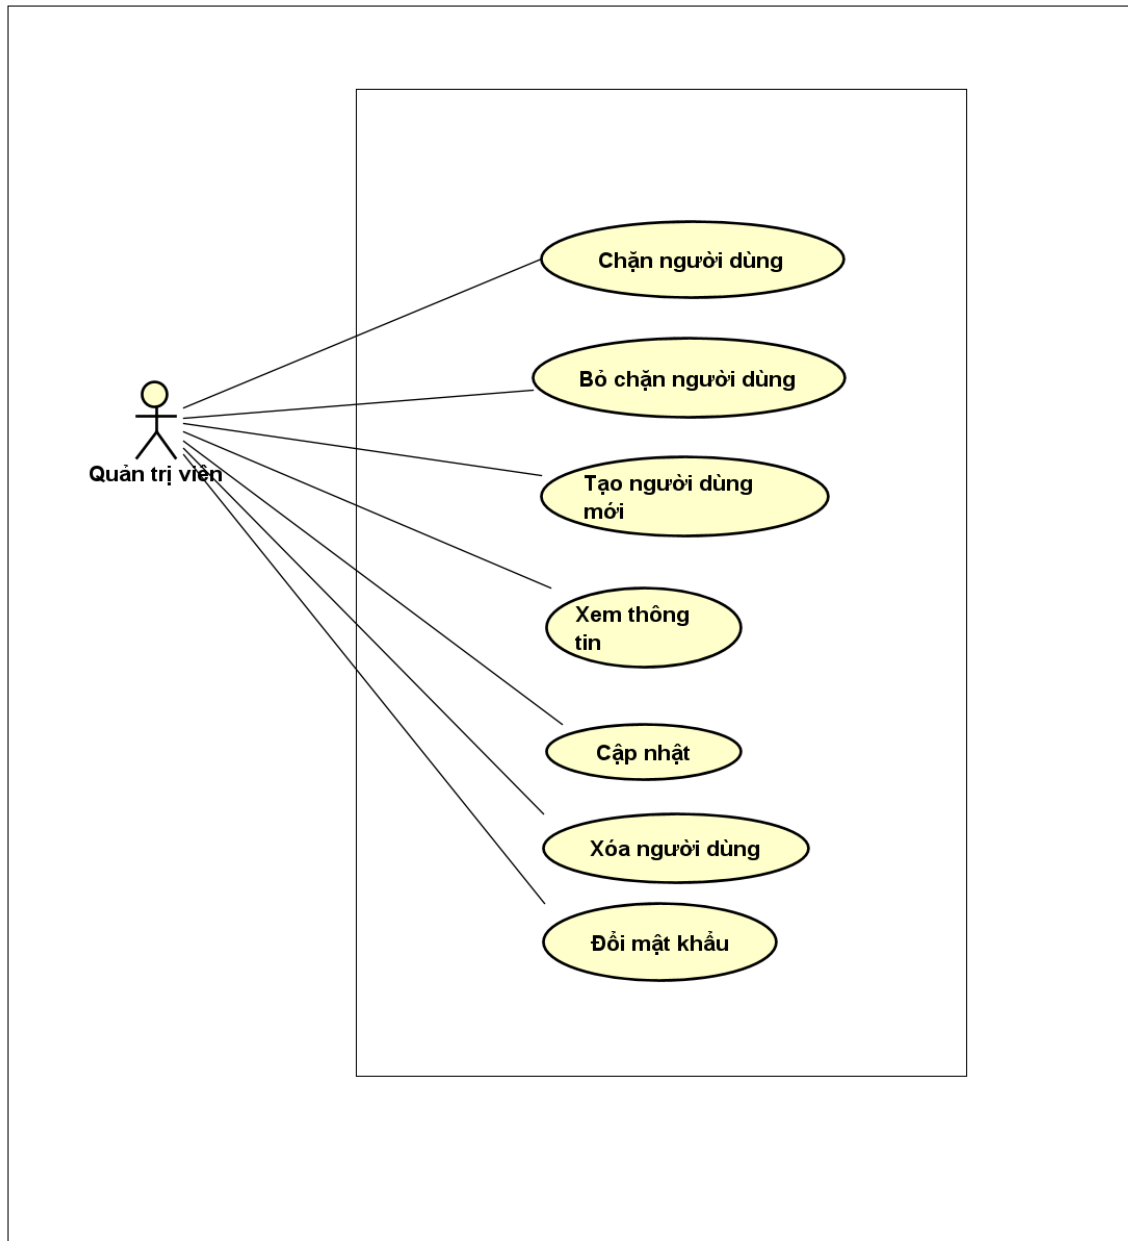 Chặn người dùng
Bỏ chặn người dùng
Quản trị viên
Tạo người dùng
mới
Xem thông
tin
Cập nhật
Xóa người dùng
Đổi mật khẩu